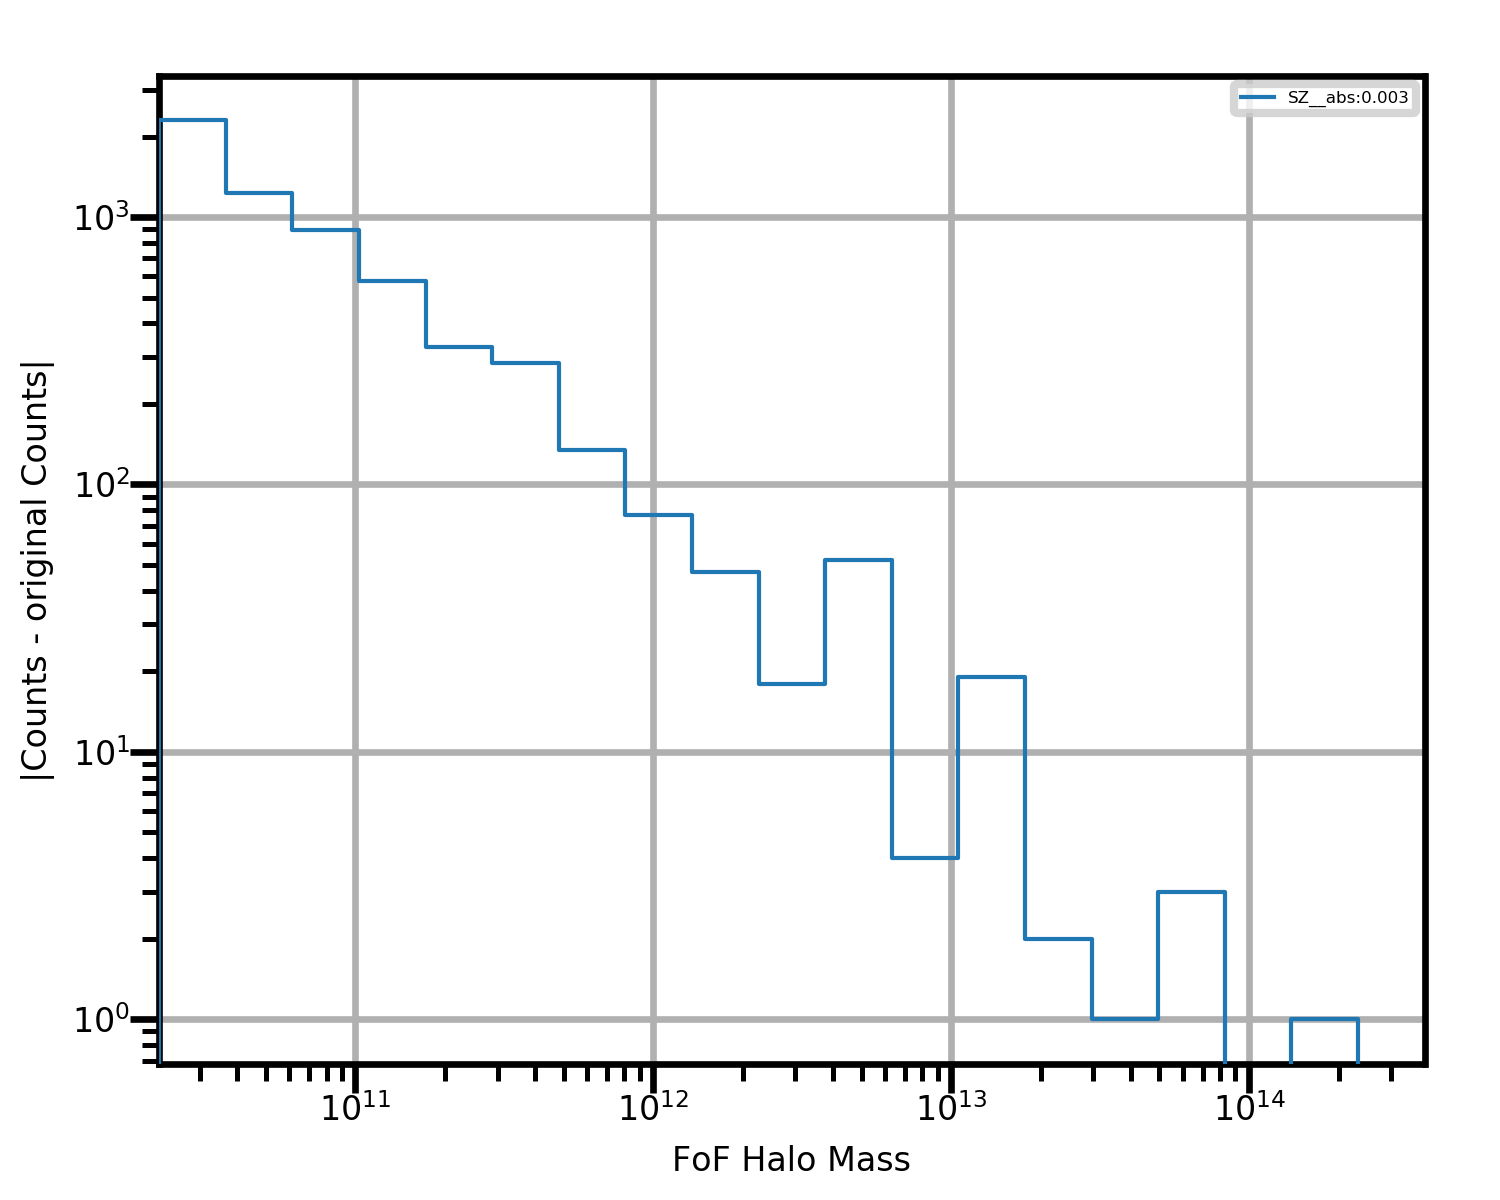 SZ__abs:0.003
10³
10²
10¹
10⁰
|Counts - original Counts|
10¹¹ 10¹² 10¹³ 10¹⁴
FoF Halo Mass